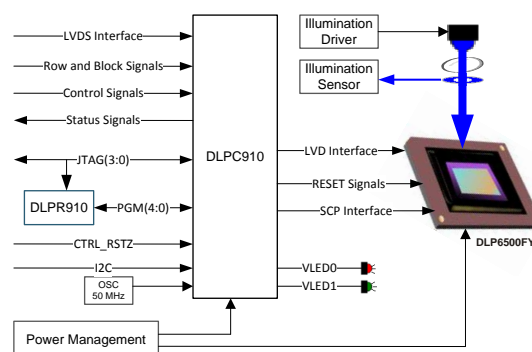 Illumination
Driver
LVDS Interface
Row and Block Signals
Illumination
Sensor
Control Signals
Status Signals
DLPC910
LVD Interface
JTAG(3:0)
RESET Signals
DLPR910
PGM(4:0)
SCP Interface
DLP6500FY
CTRL_RSTZ
I2C
VLED0
OSC
50 MHz
VLED1
Power Management